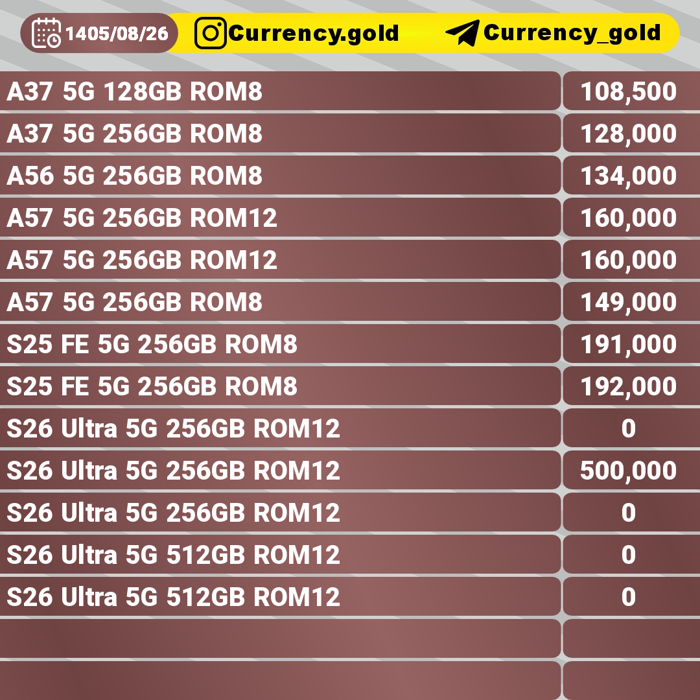 1405/08/26 Currency.gold Currency_gold
A37 5G 128GB ROM8 108,500
A37 5G 256GB ROM8 128,000
A56 5G 256GB ROM8 134,000
A57 5G 256GB ROM12 160,000
A57 5G 256GB ROM12 160,000
A57 5G 256GB ROM8 149,000
S25 FE 5G 256GB ROM8 191,000
S25 FE 5G 256GB ROM8 192,000
S26 Ultra 5G 256GB ROM12 0
S26 Ultra 5G 256GB ROM12 500,000
S26 Ultra 5G 256GB ROM12 0
S26 Ultra 5G 512GB ROM12 0
S26 Ultra 5G 512GB ROM12 0